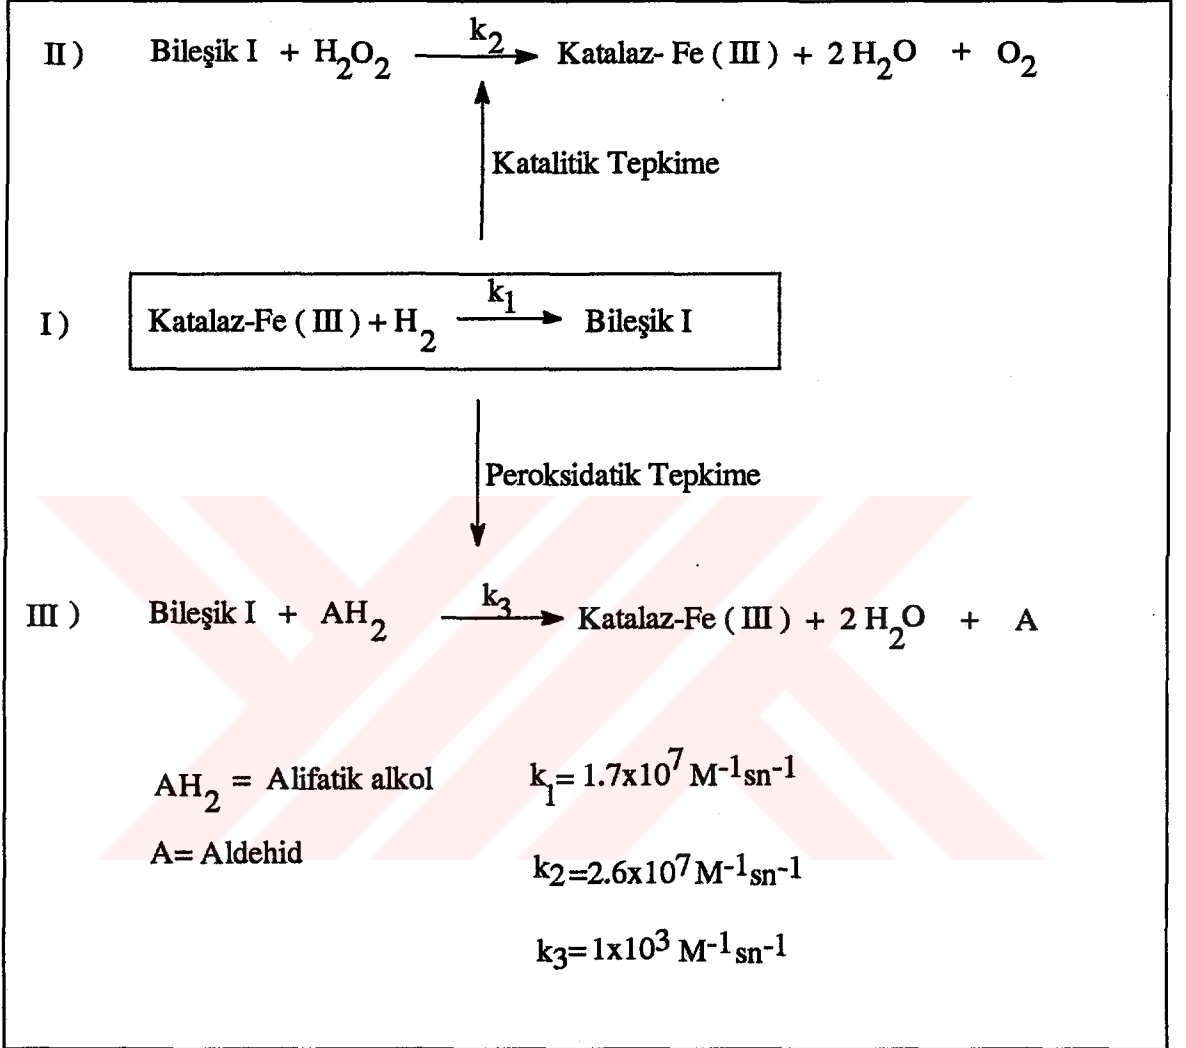 II) Bileşik I + H2O2 k2 Katalaz- Fe ( III ) + 2 H2O + O2
Katalitik Tepkime
I) Katalaz-Fe ( III ) + H2 k1 Bileşik I
Peroksidatik Tepkime
III ) Bileşik I + AH2 k3 Katalaz-Fe ( III ) + 2 H2O + A
AH2 = Alifatik alkol k1= 1.7x10^7 M-1sn-1
A= Aldehid
k2=2.6x10^7 M-1sn-1
k3=1x10^3 M-1sn-1